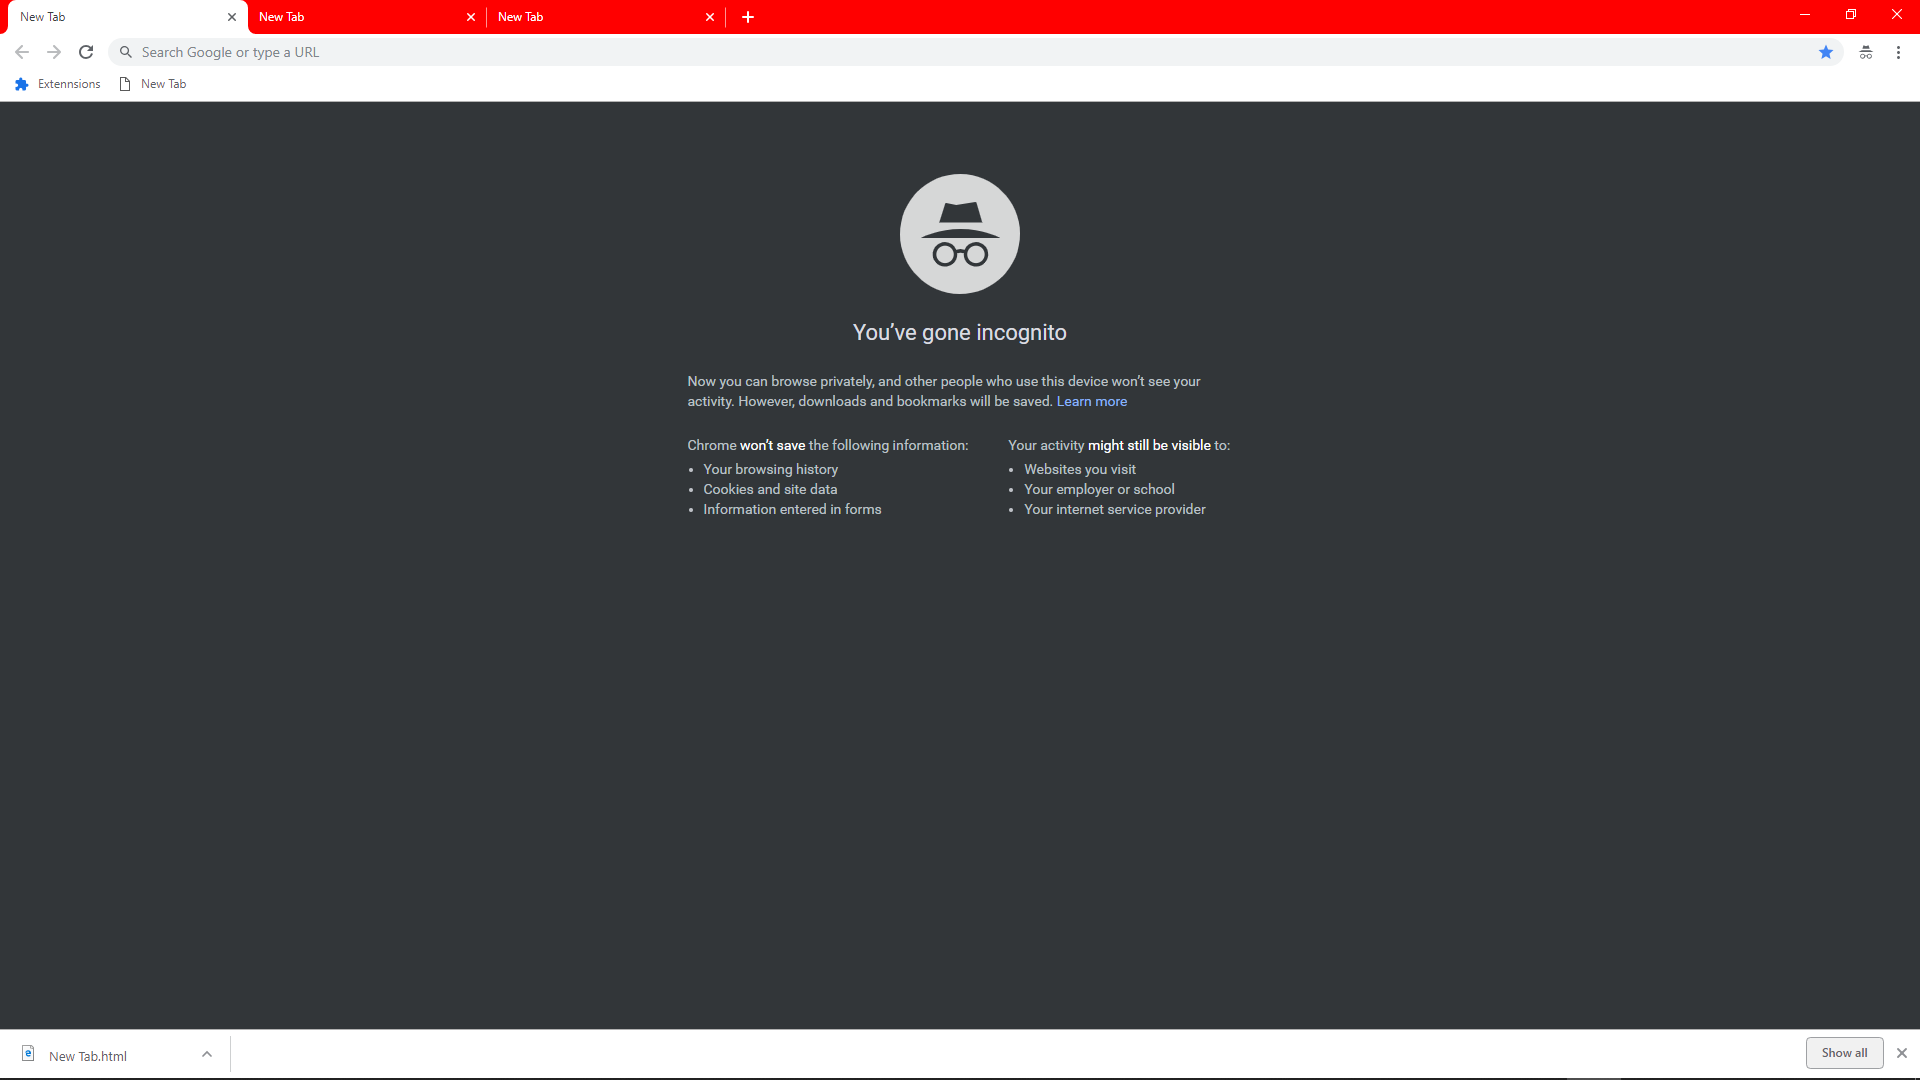 New Tab
New Tab
New Tab
Search Google or type a URL
Extennsions
New Tab
You’ve gone incognito
Now you can browse privately, and other people who use this device won’t see your
activity. However, downloads and bookmarks will be saved. Learn more
Chrome won’t save the following information:
Your browsing history
Cookies and site data
Information entered in forms
Your activity might still be visible to:
Websites you visit
Your employer or school
Your internet service provider
New Tab.html
Show all